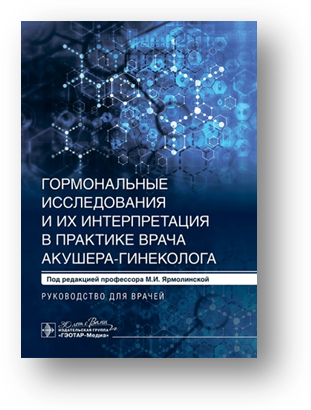 ГОРМОНАЛЬНЫЕ
ИССЛЕДОВАНИЯ
И ИХ ИНТЕРПРЕТАЦИЯ
В ПРАКТИКЕ ВРАЧА
АКУШЕРА-ГИНЕКОЛОГА
Под редакцией профессора М.И. Ярмолинской
РУКОВОДСТВО ДЛЯ ВРАЧЕЙ
ИЗДАТЕЛЬСКАЯ ГРУППА
«ГЭОТАР-Медиа»